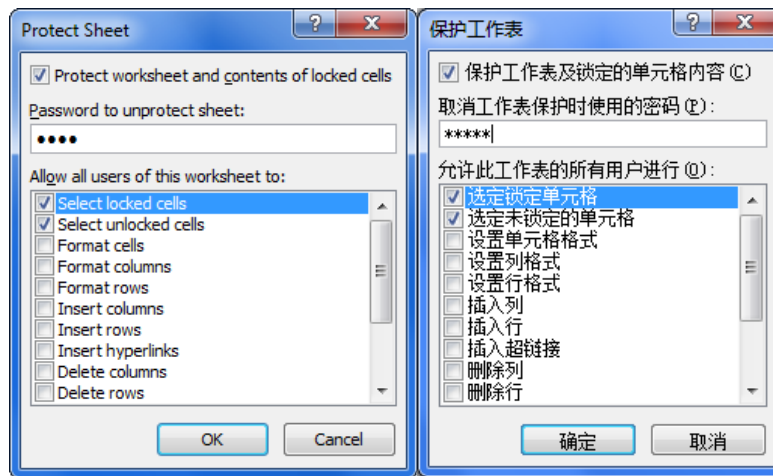 Protect Sheet
Protect worksheet and contents of locked cells
Password to unprotect sheet:
••••
Allow all users of this worksheet to:
Select locked cells
Select unlocked cells
Format cells
Format columns
Format rows
Insert columns
Insert rows
Insert hyperlinks
Delete columns
Delete rows
OK
Cancel
保护工作表
保护工作表及锁定的单元格内容(C)
取消工作表保护时使用的密码(P):
*****
允许此工作表的所有用户进行(O):
选定锁定单元格
选定未锁定的单元格
设置单元格格式
设置列格式
设置行格式
插入列
插入行
插入超链接
删除列
删除行
确定
取消